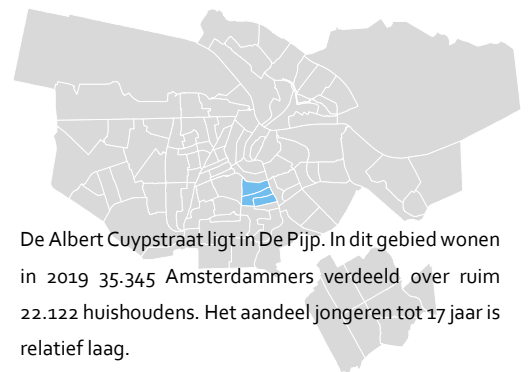 De Albert Cuypstraat ligt in De Pijp. In dit gebied wonen
in 2019 35.345 Amsterdammers verdeeld over ruim
22.122 huishoudens. Het aandeel jongeren tot 17 jaar is
relatief laag.